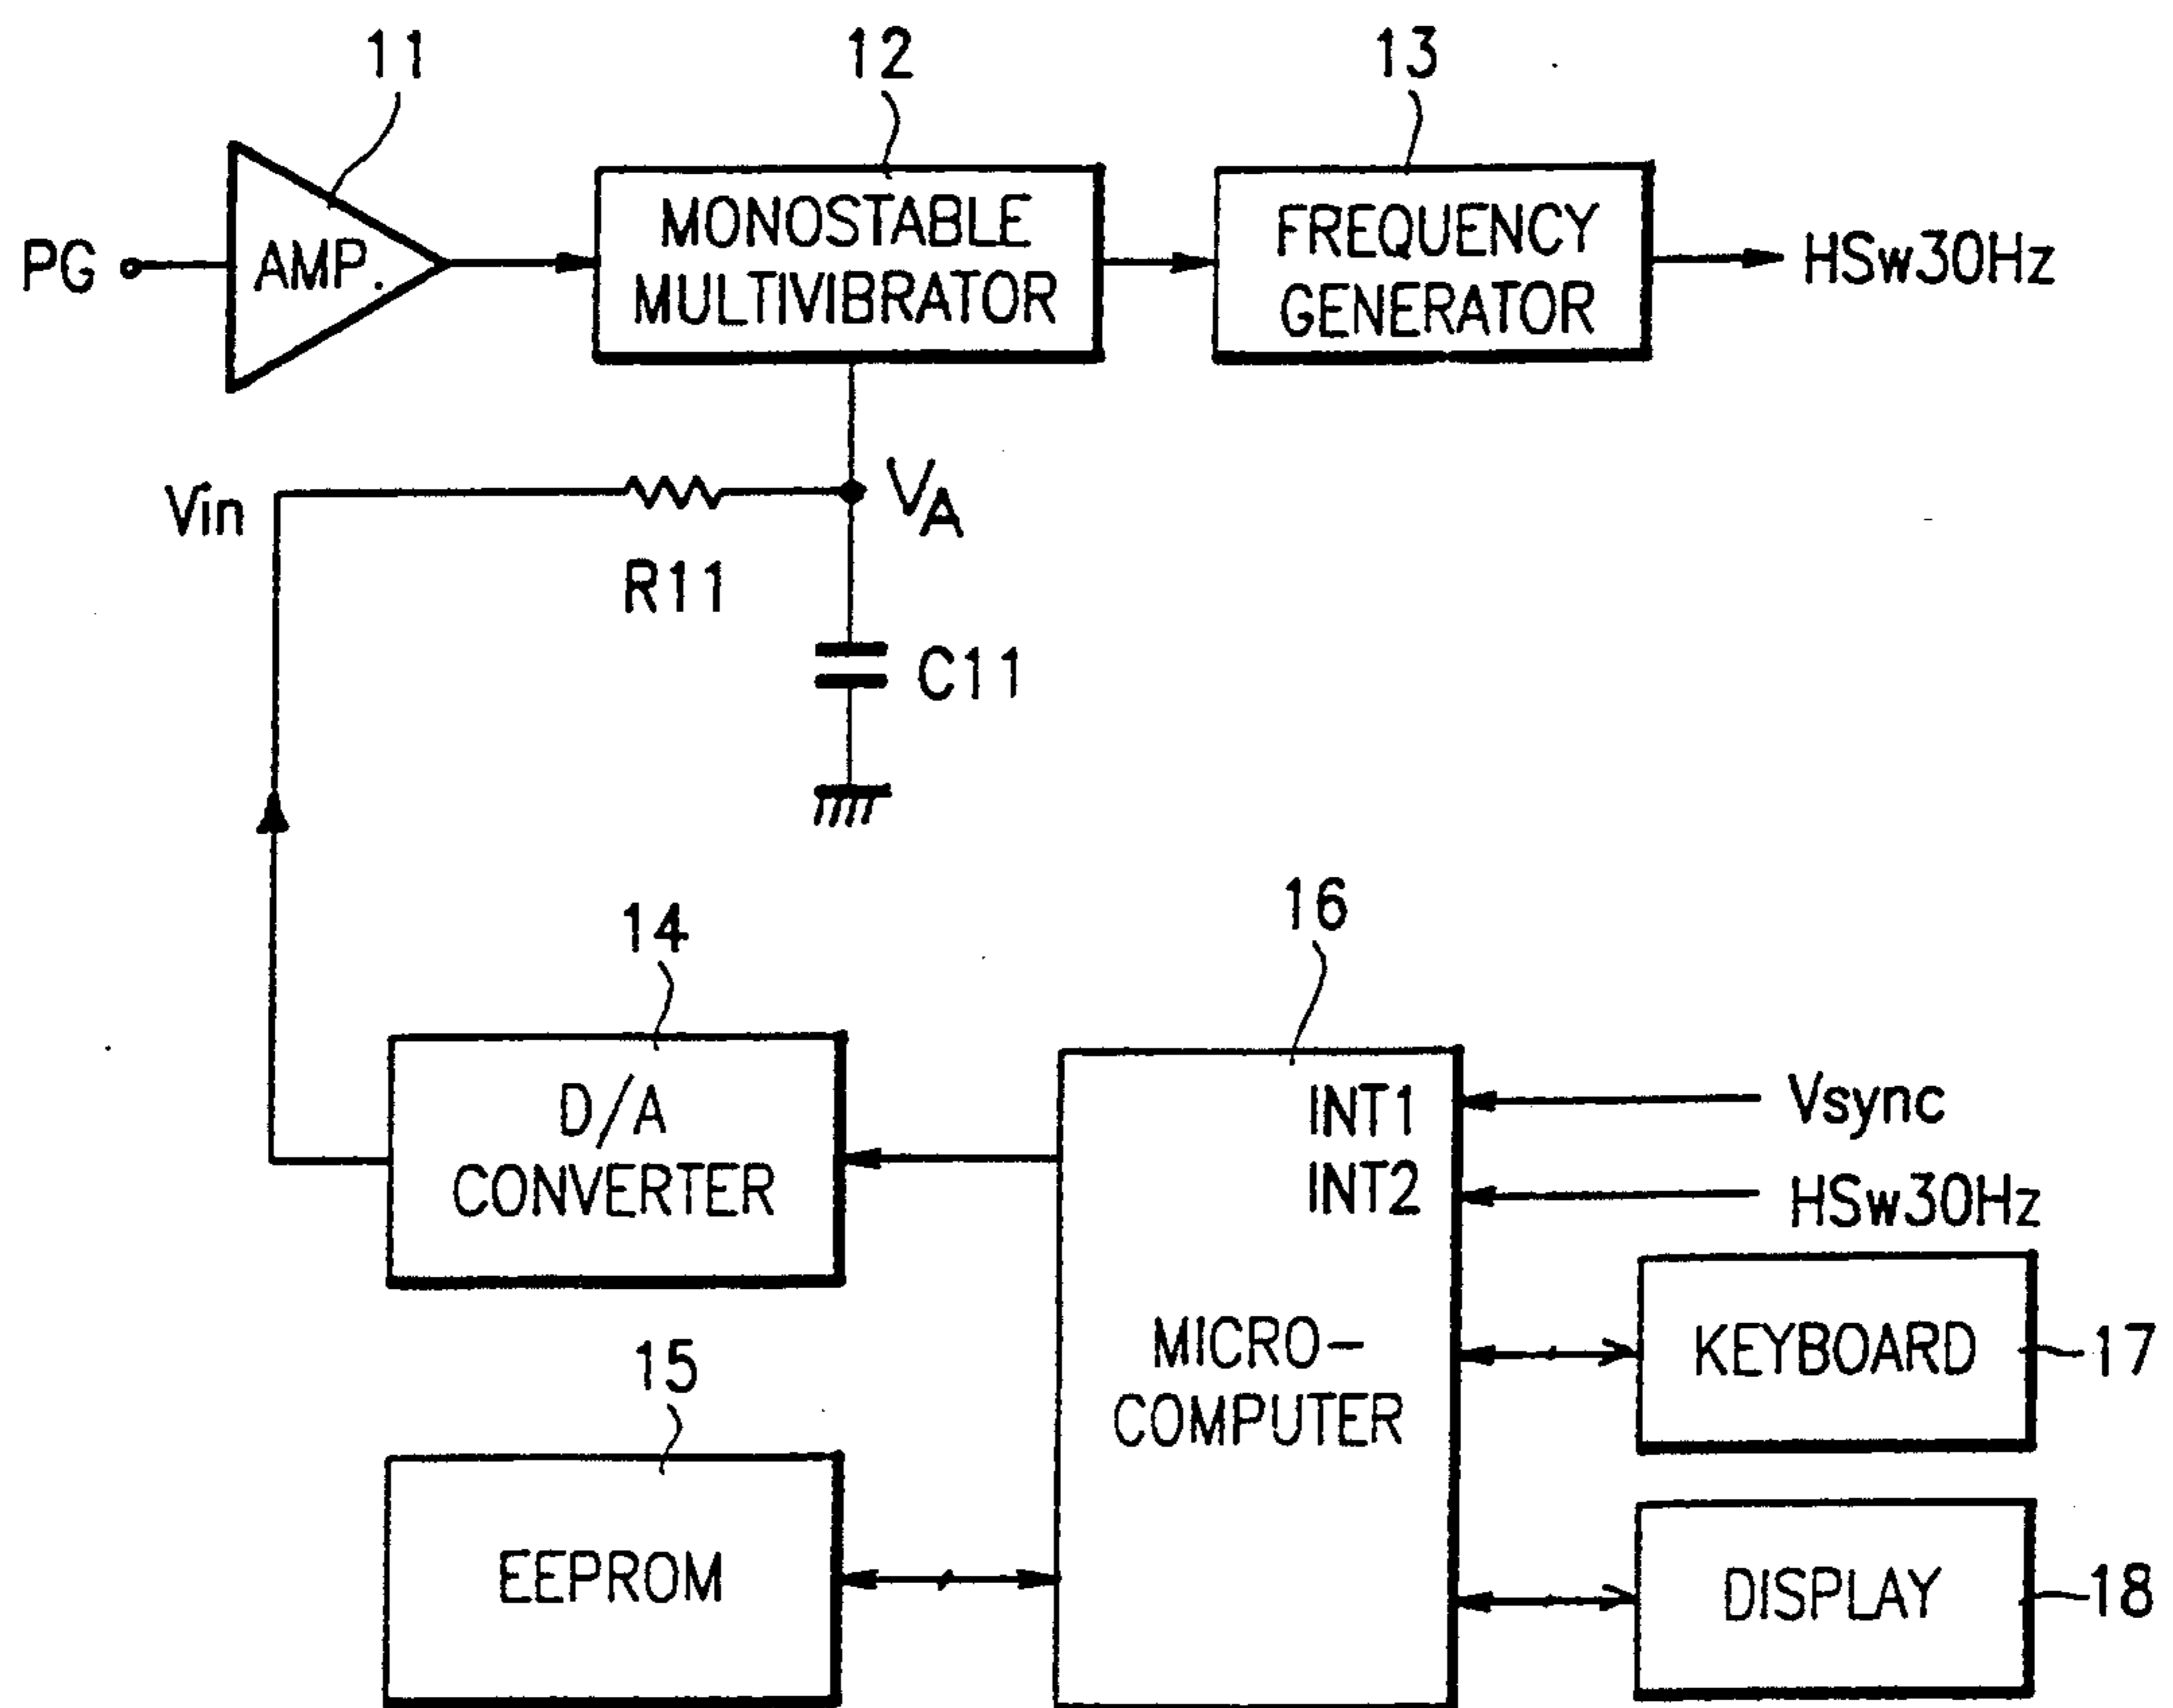 11
12
13
PG
AMP.
MONOSTABLE
MULTIVIBRATOR
FREQUENCY
GENERATOR
HSw30Hz
Vin
VA
R11
C11
14
16
D/A
CONVERTER
INT1
INT2
Vsync
HSw30Hz
MICRO-
COMPUTER
KEYBOARD
17
15
EEPROM
DISPLAY
18